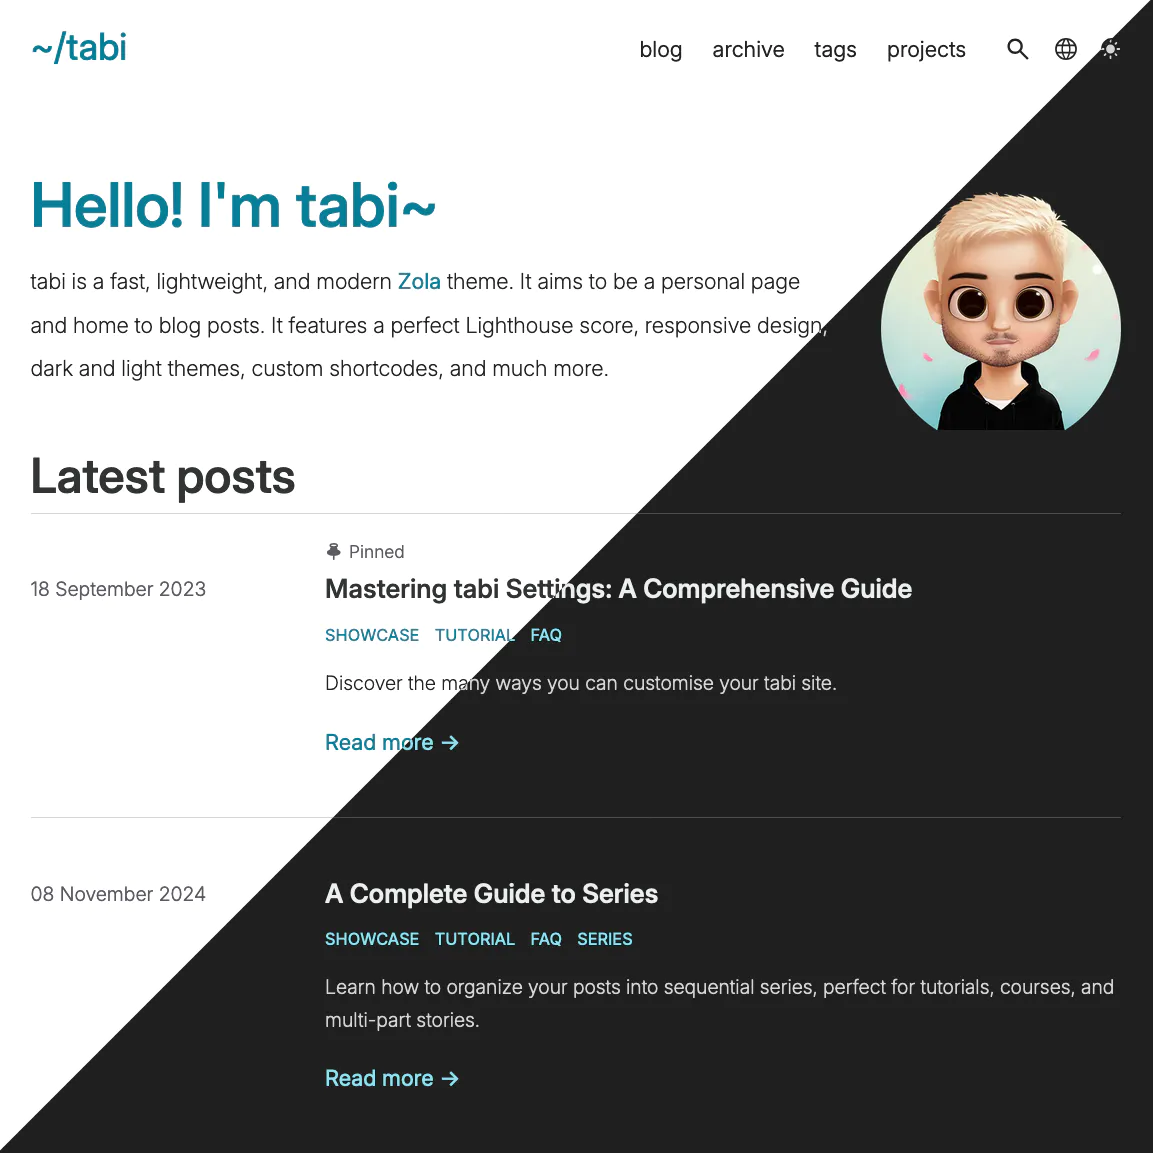 ~/tabi
blog archive tags projects
Hello! I'm tabi~
tabi is a fast, lightweight, and modern Zola theme. It aims to be a personal page
and home to blog posts. It features a perfect Lighthouse score, responsive design,
dark and light themes, custom shortcodes, and much more.
Latest posts
Pinned
18 September 2023
Mastering tabi Settings: A Comprehensive Guide
SHOWCASE TUTORIAL FAQ
Discover the many ways you can customise your tabi site.
Read more →
08 November 2024
A Complete Guide to Series
SHOWCASE TUTORIAL FAQ SERIES
Learn how to organize your posts into sequential series, perfect for tutorials, courses, and
multi-part stories.
Read more →